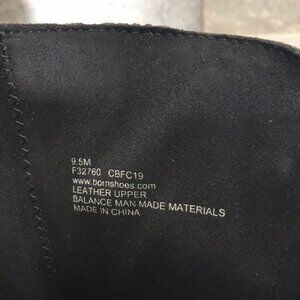 9.5M
F32760 CBFC19
www.bornshoes.com
LEATHER UPPER
BALANCE MAN MADE MATERIALS
MADE IN CHINA